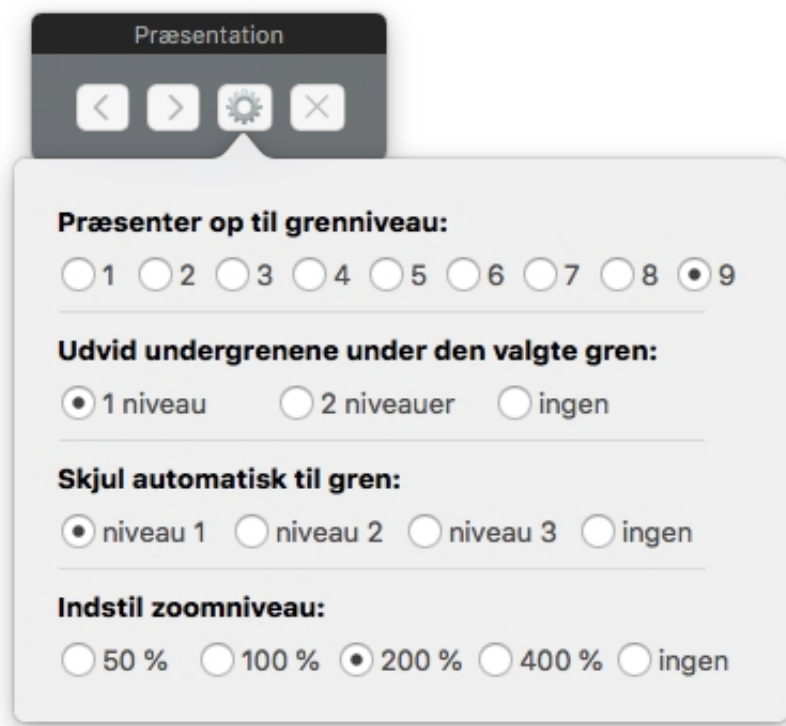 Præsentation
Præsenter op til grenniveau:
1 2 3 4 5 6 7 8 9
Udvid undergrenene under den valgte gren:
1 niveau 2 niveauer ingen
Skjul automatisk til gren:
niveau 1 niveau 2 niveau 3 ingen
Indstil zoomniveau:
50 % 100 % 200 % 400 % ingen